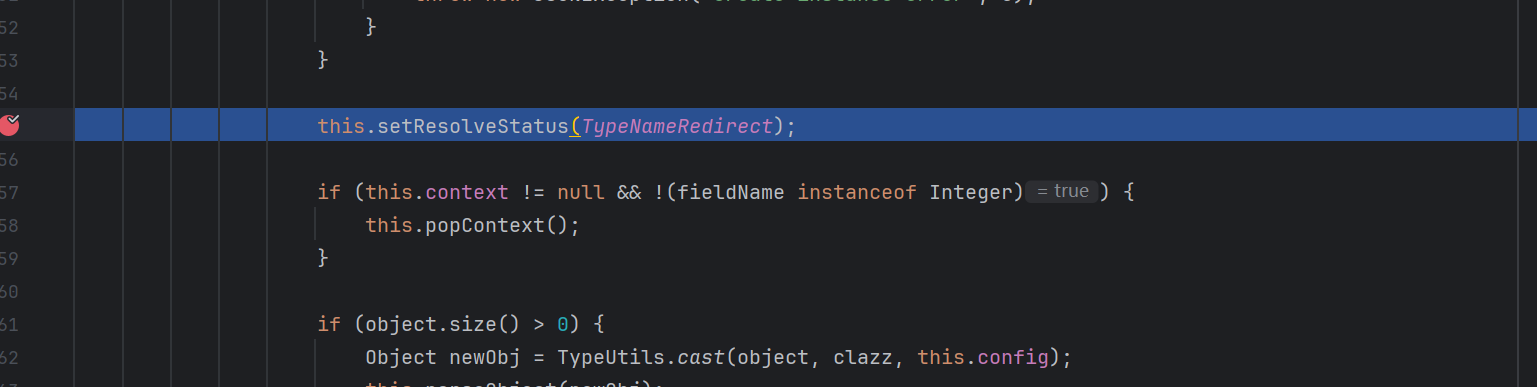 52 }
53 }
54
this.setResolveStatus(TypeNameRedirect);
56
57 if (this.context != null && !(fieldName instanceof Integer) = true ) {
58 this.popContext();
59 }
60
61 if (object.size() > 0) {
62 Object newObj = TypeUtils.cast(object, clazz, this.config);